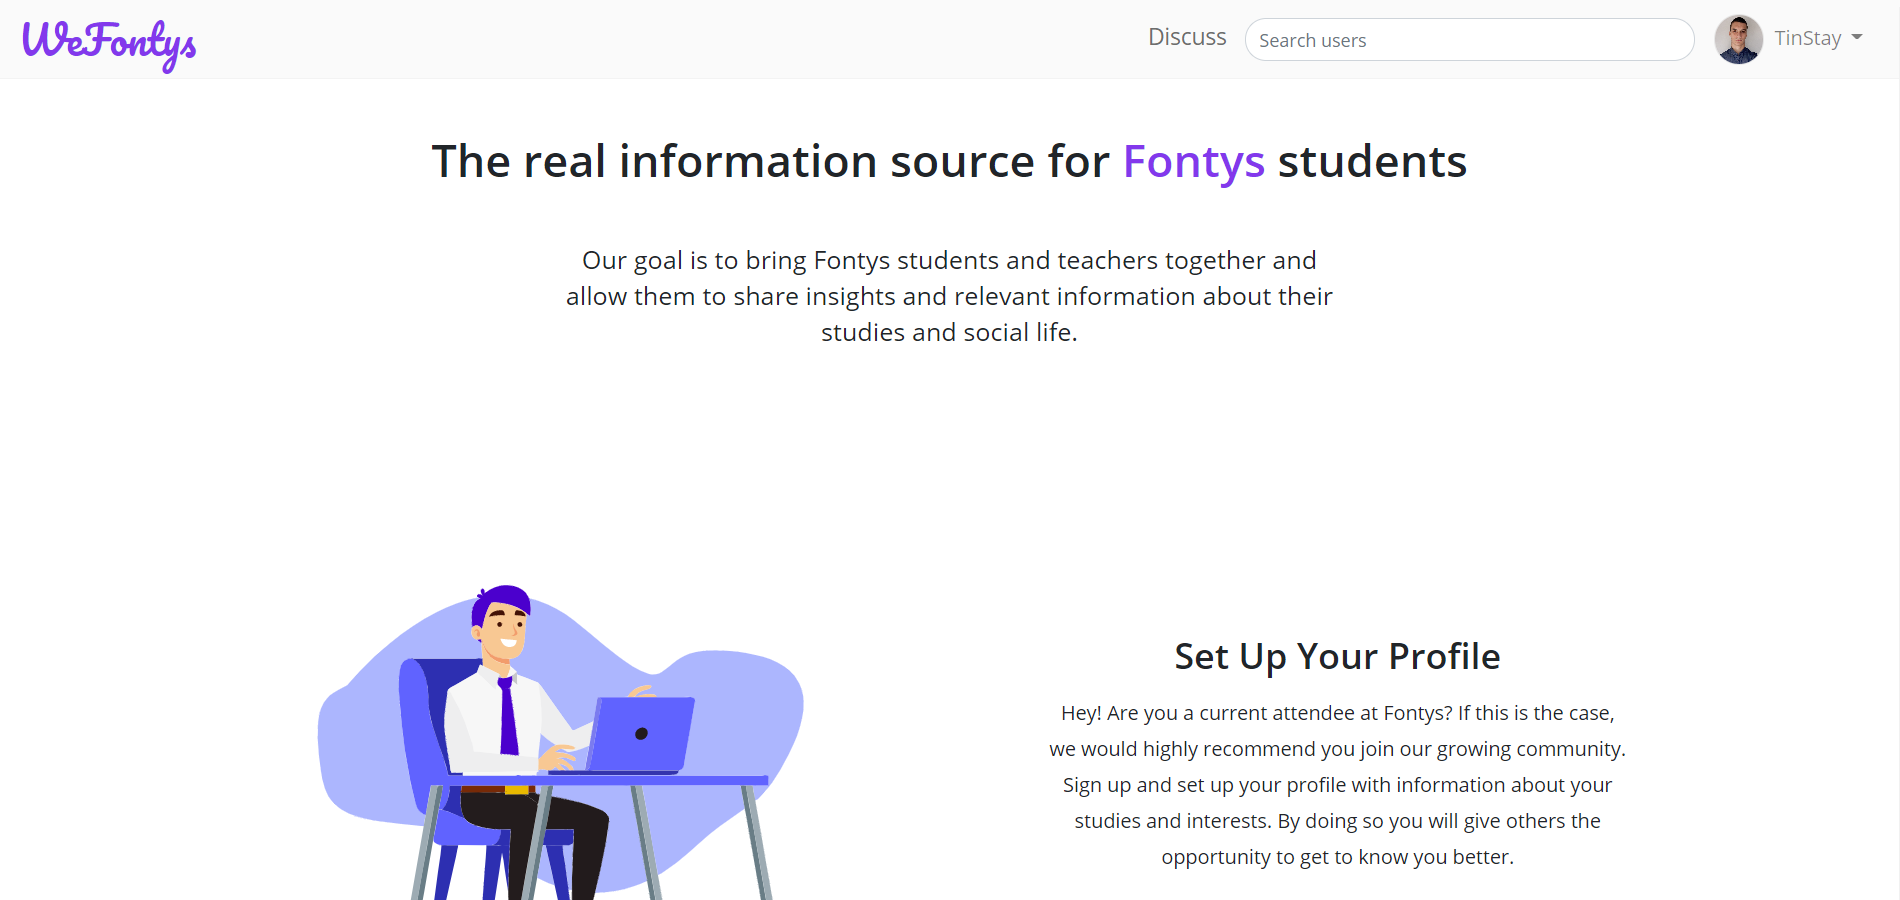 WeFontys
Discuss
Search users
TinStay
The real information source for Fontys students
Our goal is to bring Fontys students and teachers together and
allow them to share insights and relevant information about their
studies and social life.
Set Up Your Profile
Hey! Are you a current attendee at Fontys? If this is the case,
we would highly recommend you join our growing community.
Sign up and set up your profile with information about your
studies and interests. By doing so you will give others the
opportunity to get to know you better.